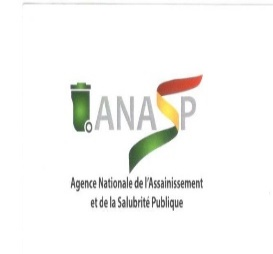 ANASP
Agence Nationale de l'Assainissement
et de la Salubrité Publique